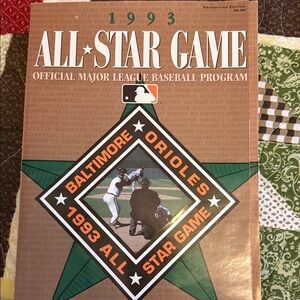 1993
ALL★STAR GAME
OFFICIAL MAJOR LEAGUE BASEBALL PROGRAM
BALTIMORE
ORIOLES
1993 ALL
STAR GAME